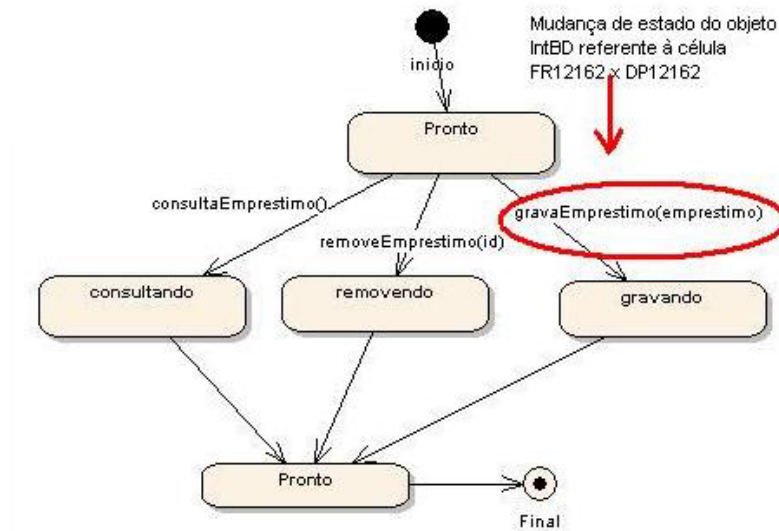 Mudança de estado do objeto
IntBD referente à célula
FR12162 x DP12162
inicio
Pronto
consultaEmprestimo()
removeEmprestimo(id)
gravaEmprestimo(emprestimo)
consultando
removendo
gravando
Pronto
Final